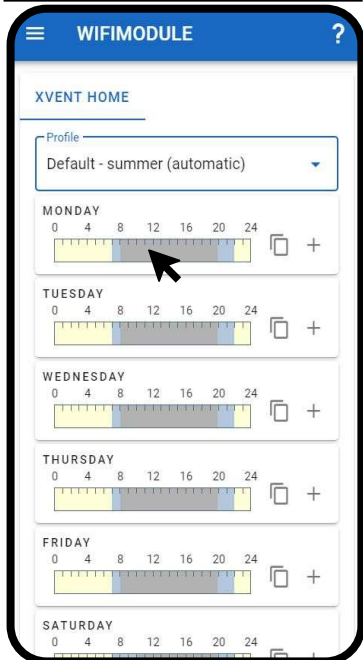 WIFIMODULE ?
XVENT HOME
Profile
Default - summer (automatic)
MONDAY
0 4 8 12 16 20 24
+
TUESDAY
0 4 8 12 16 20 24
+
WEDNESDAY
0 4 8 12 16 20 24
+
THURSDAY
0 4 8 12 16 20 24
+
FRIDAY
0 4 8 12 16 20 24
+
SATURDAY
0 4 8 12 16 20 24